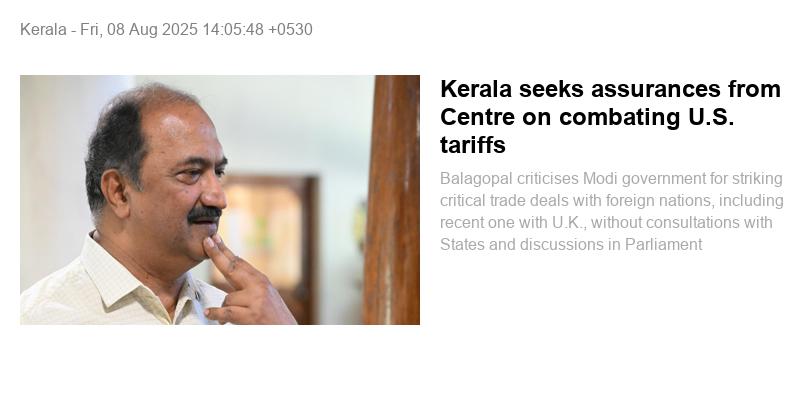 Kerala - Fri, 08 Aug 2025 14:05:48 +0530
Kerala seeks assurances from
Centre on combating U.S.
tariffs
Balagopal criticises Modi government for striking
critical trade deals with foreign nations, including
recent one with U.K., without consultations with
States and discussions in Parliament